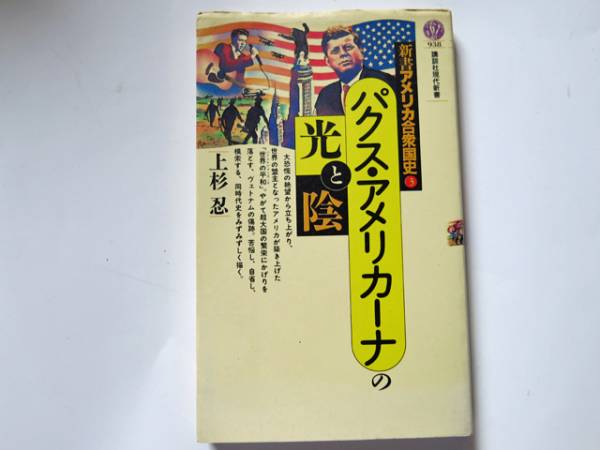 938
講談社現代新書
新書アメリカ合衆国史3
パクス・アメリカーナの
光と陰
大恐慌の絶望から立ち上がり、
世界の盟主となったアメリカが築き上げた
「世界の平和」。やがて超大国の繁栄にかげりを
落とす、ヴェトナムの傷跡。苦悩し、自省し、
模索する、同時代史をみずみずしく描く。
上杉 忍